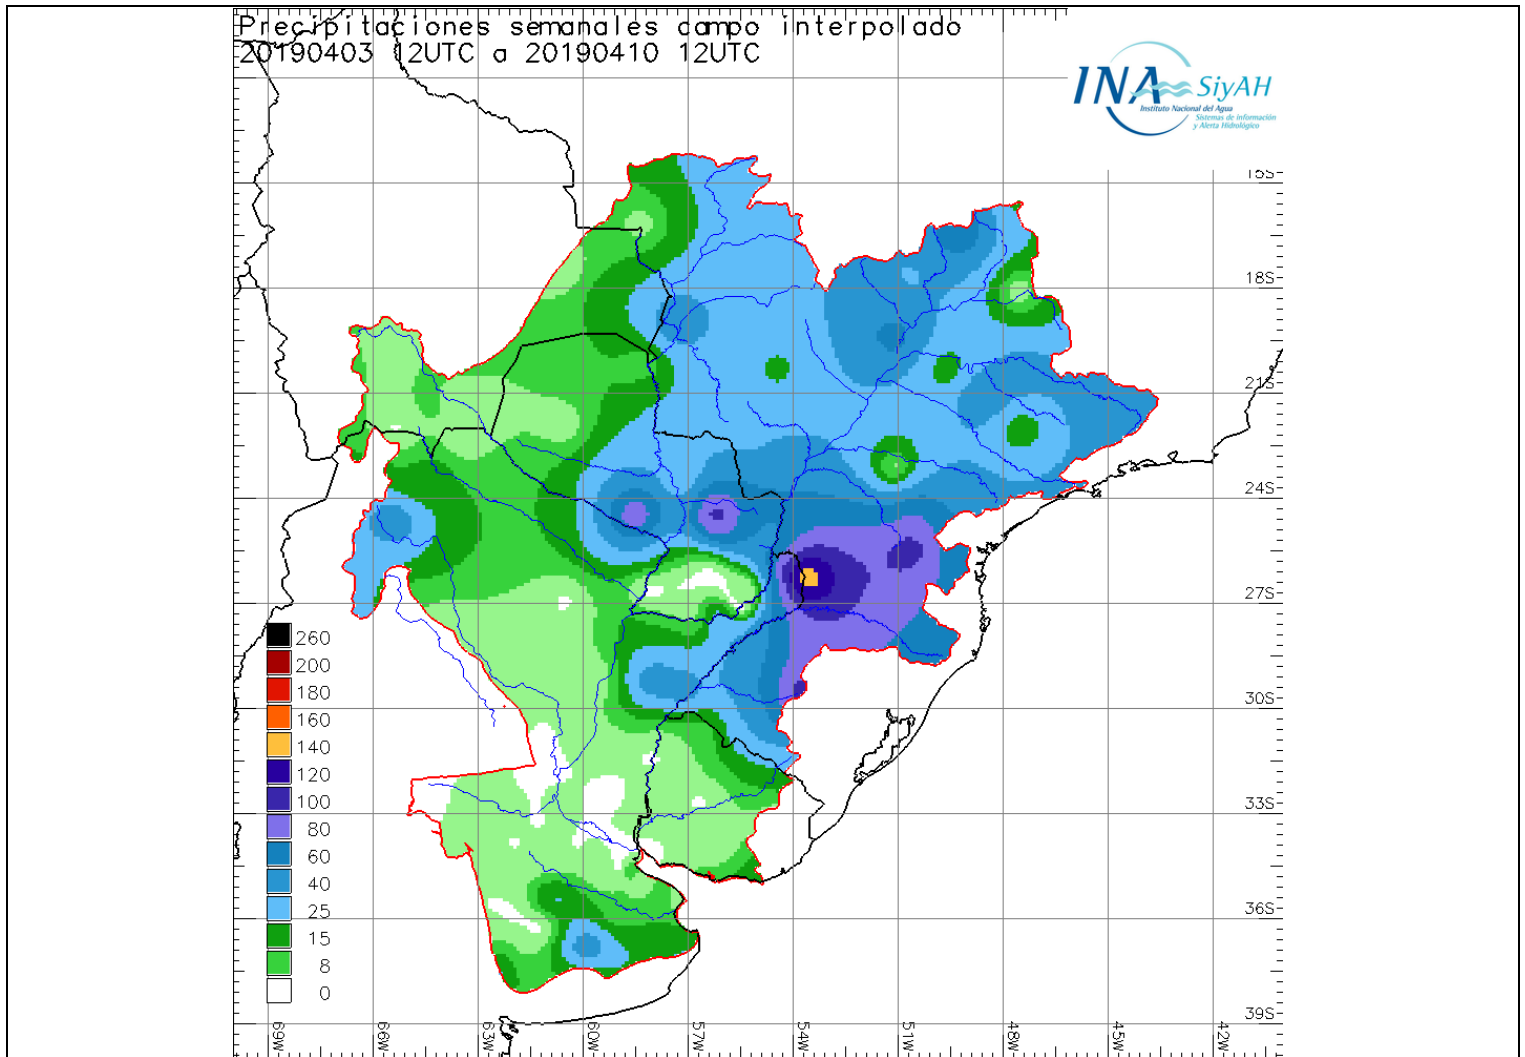 Precipitaciones semanales campo interpolado
20190403 12UTC a 20190410 12UTC
INA SiyAH
Instituto Nacional del Agua
Sistemas de Información
y Alerta Hidrológico
15S
18S
21S
24S
27S
30S
33S
36S
39S
260
200
180
160
140
120
100
80
60
40
25
15
8
0
69W
66W
63W
60W
57W
54W
51W
48W
45W
42W